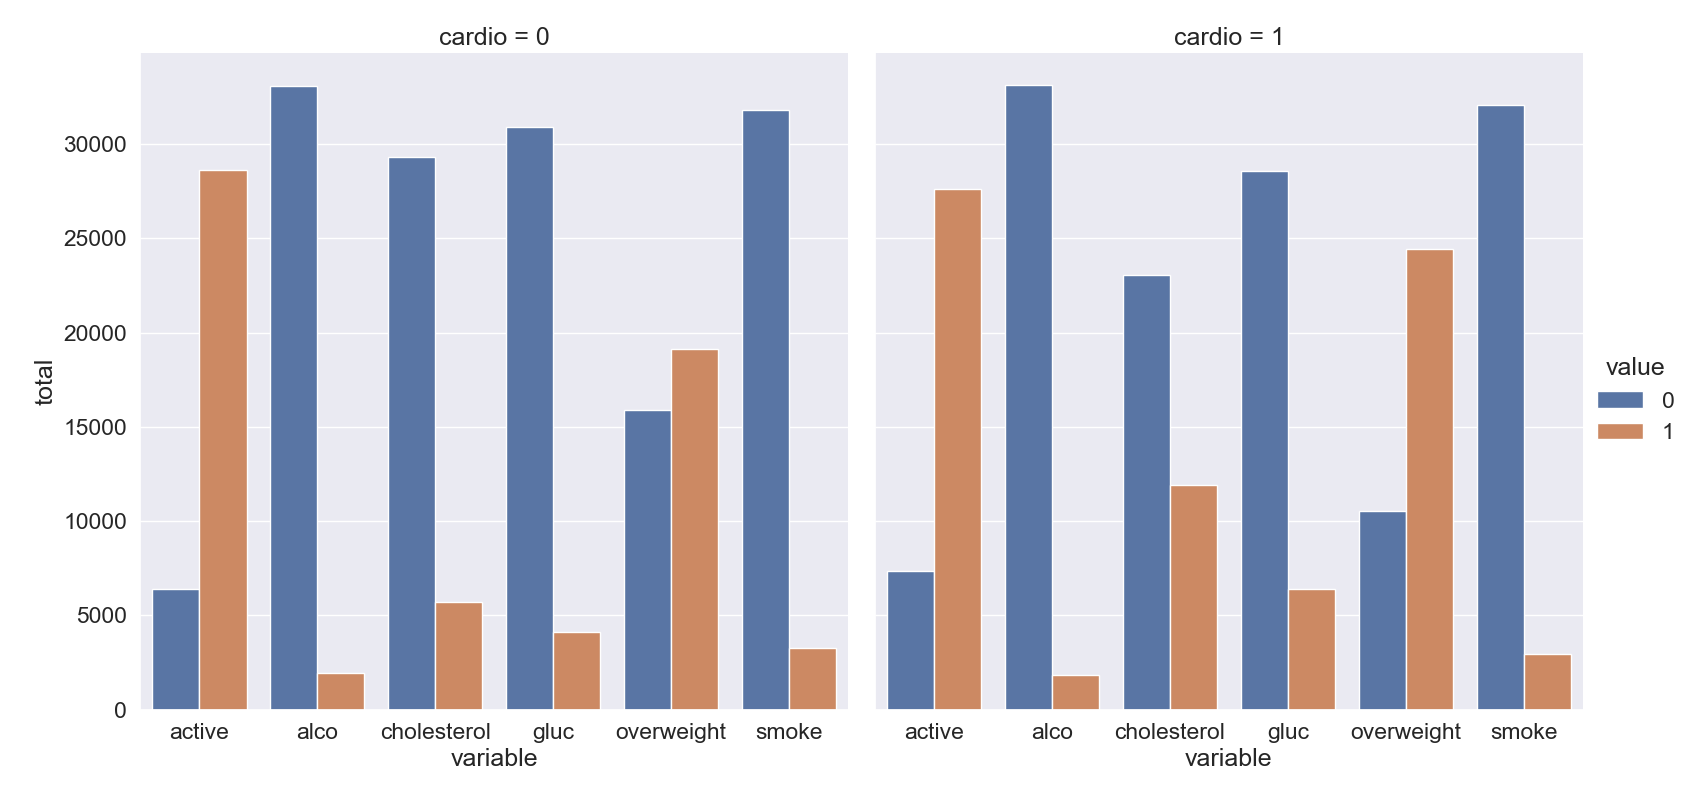 cardio = 0
cardio = 1
total
30000
25000
20000
15000
10000
5000
0
active alco cholesterol gluc overweight smoke
variable
active alco cholesterol gluc overweight smoke
variable
value
0
1